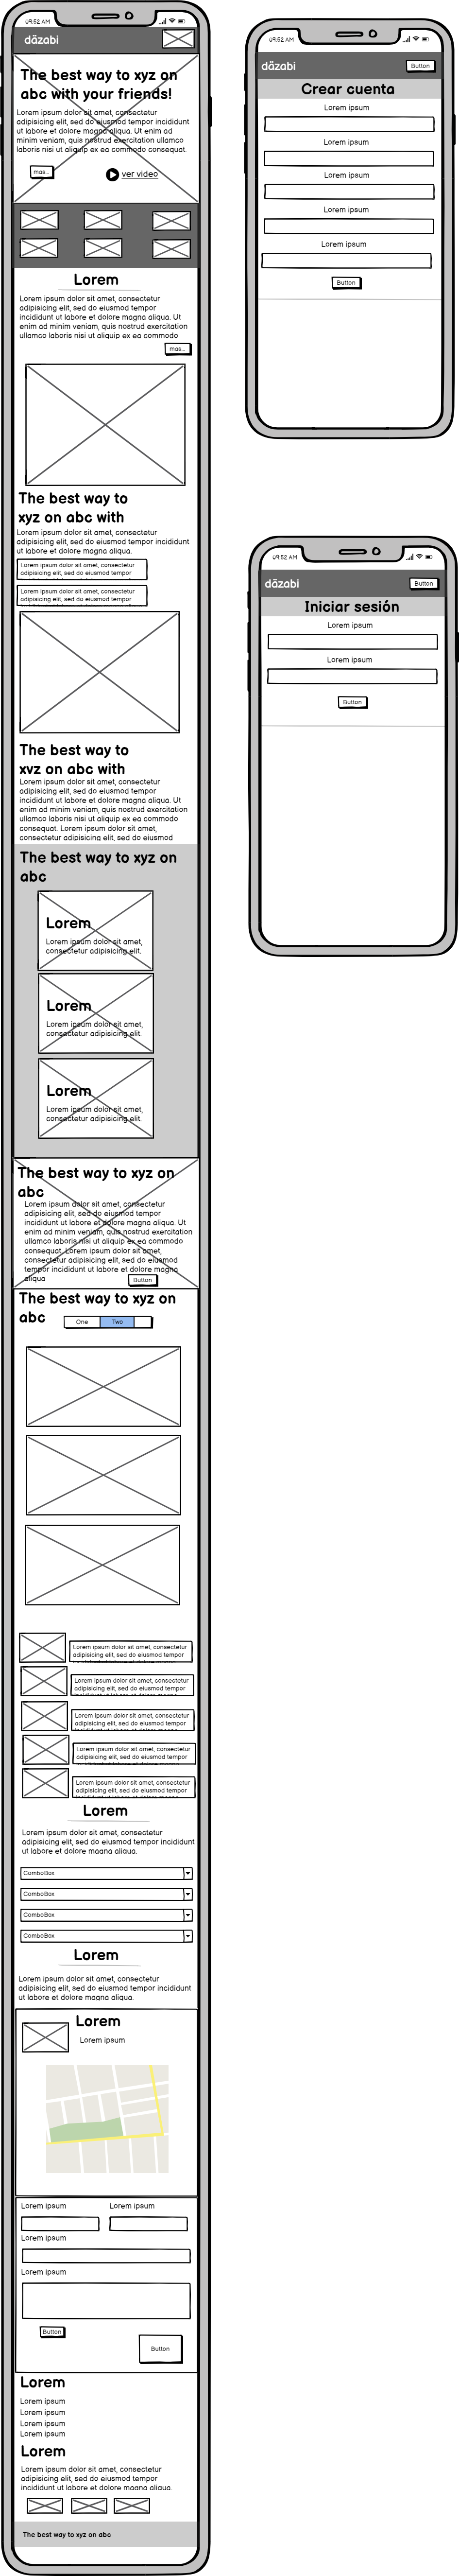 09:52 AM
dāzabi
The best way to xyz on
abc with your friends!
Lorem ipsum dolor sit amet, consectetur
adipisicing elit, sed do eiusmod tempor incididunt
ut labore et dolore magna aliqua. Ut enim ad
minim veniam, quis nostrud exercitation ullamco
laboris nisi ut aliquip ex ea commodo consequat.
mas..
ver video
Lorem
Lorem ipsum dolor sit amet, consectetur
adipisicing elit, sed do eiusmod tempor
incididunt ut labore et dolore magna aliqua. Ut
enim ad minim veniam, quis nostrud exercitation
ullamco laboris nisi ut aliquip ex ea commodo
mas..
The best way to
xyz on abc with
Lorem ipsum dolor sit amet, consectetur
adipisicing elit, sed do eiusmod tempor incididunt
ut labore et dolore magna aliqua.
Lorem ipsum dolor sit amet, consectetur
adipisicing elit, sed do eiusmod tempor
Lorem ipsum dolor sit amet, consectetur
adipisicing elit, sed do eiusmod tempor
The best way to
xyz on abc with
Lorem ipsum dolor sit amet, consectetur
adipisicing elit, sed do eiusmod tempor
incididunt ut labore et dolore magna aliqua. Ut
enim ad minim veniam, quis nostrud exercitation
ullamco laboris nisi ut aliquip ex ea commodo
consequat. Lorem ipsum dolor sit amet,
consectetur adipisicing elit, sed do eiusmod
The best way to xyz on
abc
Lorem
Lorem ipsum dolor sit amet,
consectetur adipisicing elit.
Lorem
Lorem ipsum dolor sit amet,
consectetur adipisicing elit.
Lorem
Lorem ipsum dolor sit amet,
consectetur adipisicing elit.
The best way to xyz on
abc
Lorem ipsum dolor sit amet, consectetur
adipisicing elit, sed do eiusmod tempor
incididunt ut labore et dolore magna aliqua. Ut
enim ad minim veniam, quis nostrud exercitation
ullamco laboris nisi ut aliquip ex ea commodo
consequat. Lorem ipsum dolor sit amet,
consectetur adipisicing elit, sed do eiusmod
tempor incididunt ut labore et dolore magna
aliqua
Button
The best way to xyz on
abc
One
Two
Lorem ipsum dolor sit amet, consectetur
adipisicing elit, sed do eiusmod tempor
Lorem ipsum dolor sit amet, consectetur
adipisicing elit, sed do eiusmod tempor
Lorem ipsum dolor sit amet, consectetur
adipisicing elit, sed do eiusmod tempor
Lorem ipsum dolor sit amet, consectetur
adipisicing elit, sed do eiusmod tempor
Lorem ipsum dolor sit amet, consectetur
adipisicing elit, sed do eiusmod tempor
Lorem
Lorem ipsum dolor sit amet, consectetur
adipisicing elit, sed do eiusmod tempor incididunt
ut labore et dolore magna aliqua.
ComboBox
ComboBox
ComboBox
ComboBox
Lorem
Lorem ipsum dolor sit amet, consectetur
adipisicing elit, sed do eiusmod tempor incididunt
ut labore et dolore magna aliqua.
Lorem
Lorem ipsum
Lorem ipsum
Lorem ipsum
Lorem ipsum
Lorem ipsum
Button
Button
Lorem
Lorem ipsum
Lorem ipsum
Lorem ipsum
Lorem ipsum
Lorem
Lorem ipsum dolor sit amet, consectetur
adipisicing elit, sed do eiusmod tempor
incididunt ut labore et dolore magna aliqua.
The best way to xyz on abc
09:52 AM
dāzabi
Button
Crear cuenta
Lorem ipsum
Lorem ipsum
Lorem ipsum
Lorem ipsum
Lorem ipsum
Button
09:52 AM
dāzabi
Button
Iniciar sesión
Lorem ipsum
Lorem ipsum
Button